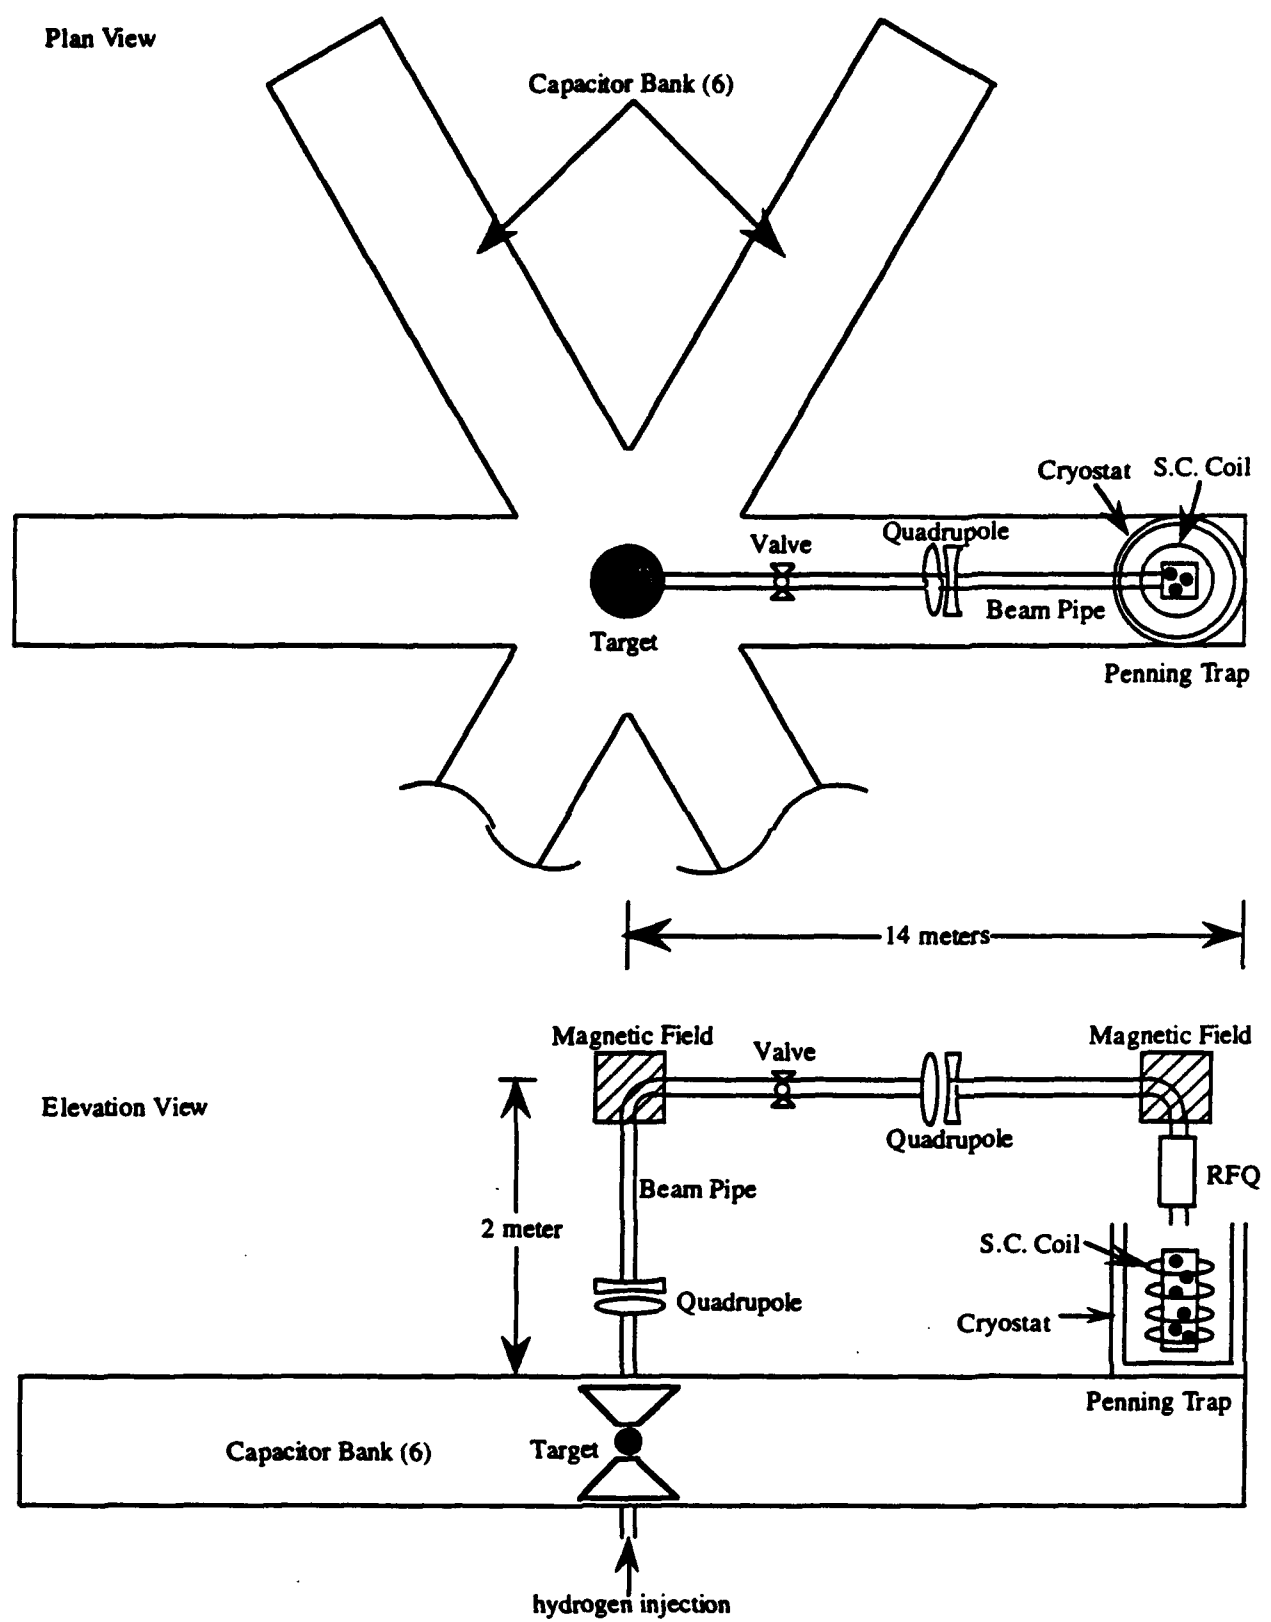 Plan View
Capacitor Bank (6)
Cryostat
S.C. Coil
Valve
Quadrupole
Beam Pipe
Target
Penning Trap
14 meters
Magnetic Field
Valve
Magnetic Field
Elevation View
Quadrupole
Beam Pipe
RFQ
2 meter
S.C. Coil
Quadrupole
Cryostat
Penning Trap
Capacitor Bank (6)
Target
hydrogen injection